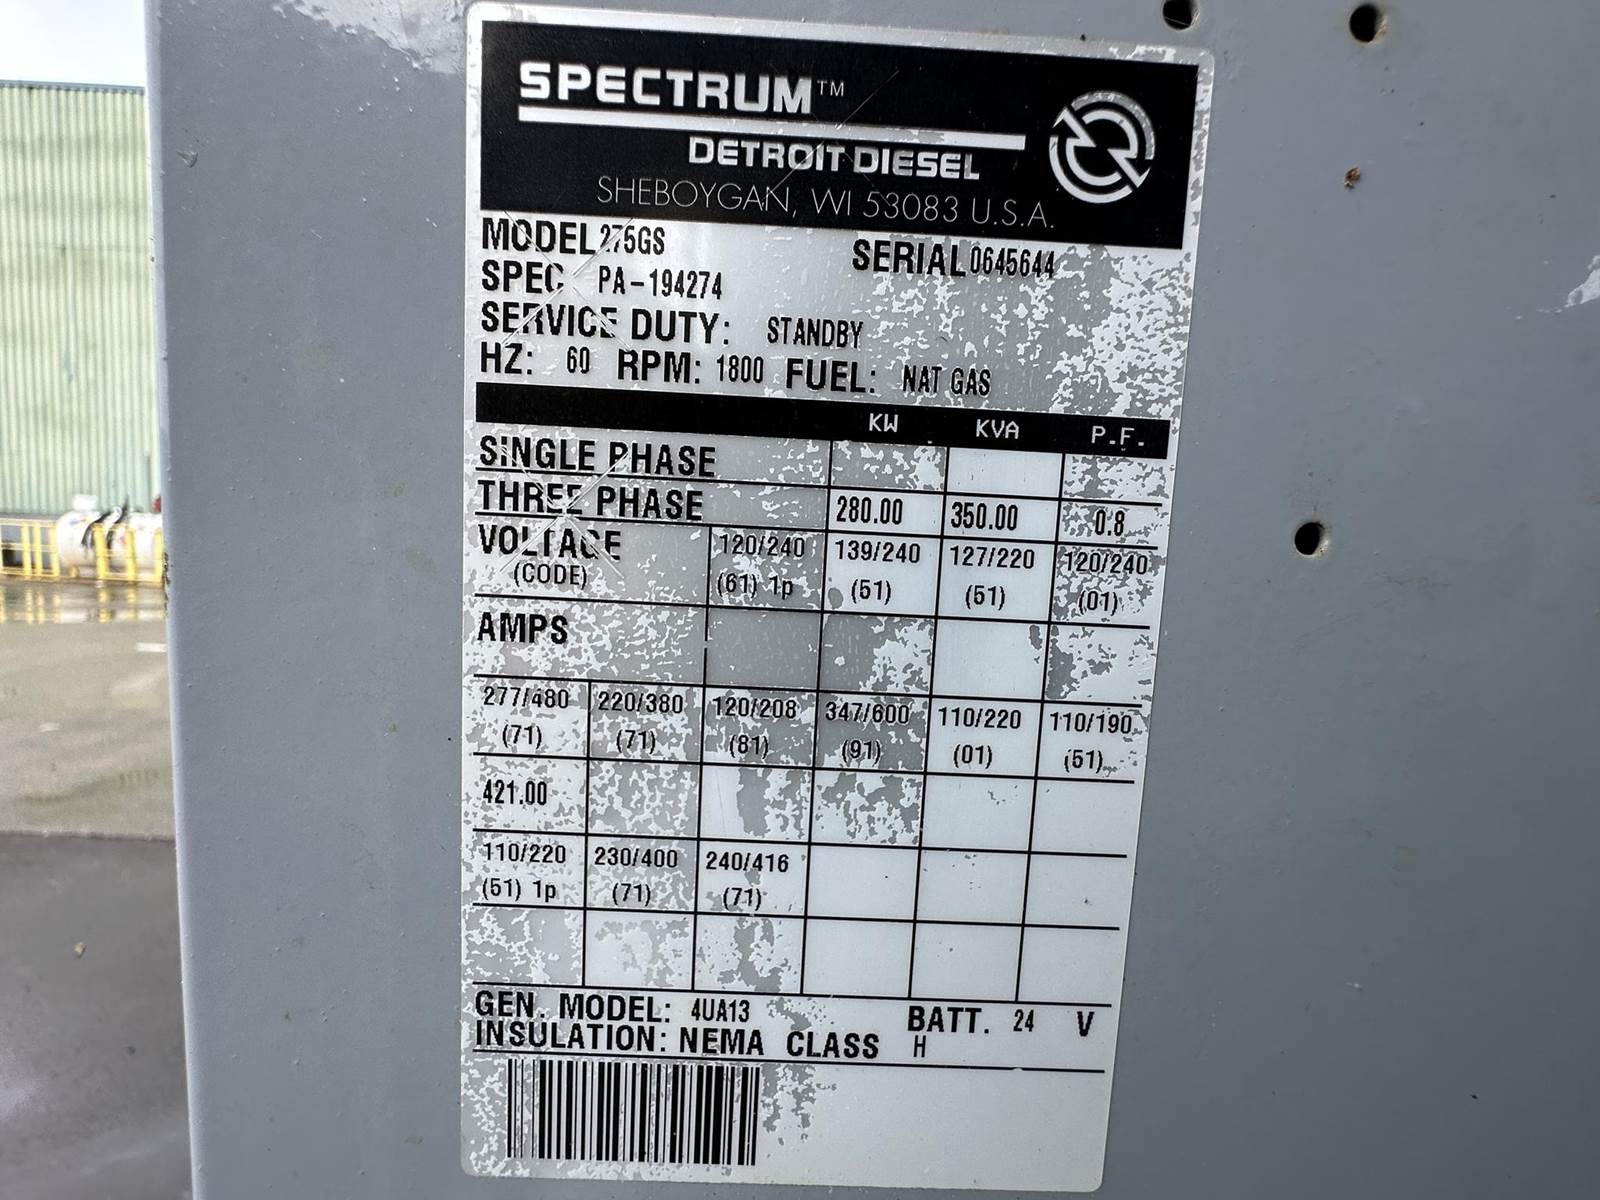 SPECTRUM™
DETROIT DIESEL
SHEBOYGAN, WI 53083 U.S.A.
MODEL 275GS SERIAL 0645644
SPEC PA-194274
SERVICE DUTY: STANDBY
HZ: 60 RPM: 1800 FUEL: NAT GAS
KW KVA P.F.
SINGLE PHASE
THREE PHASE 280.00 350.00 0.8
VOLTAGE 120/240 139/240 127/220 120/240
(CODE) (61) 1p (51) (51) (01)
AMPS
277/480 220/380 120/208 347/600 110/220 110/190
(71) (71) (81) (91) (01) (51)
421.00
110/220 230/400 240/416
(51) 1p (71) (71)
GEN. MODEL: 4UA13 BATT. 24 V
INSULATION: NEMA CLASS H